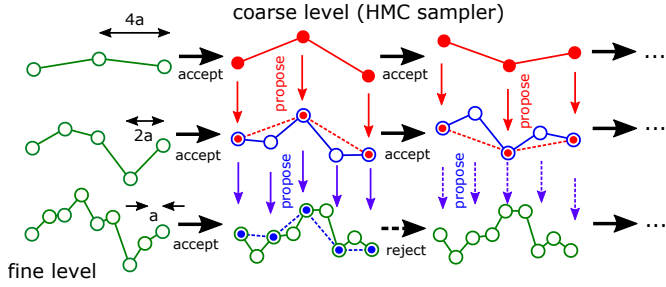 coarse level (HMC sampler)
4a
accept
accept
...
propose
propose
2a
accept
accept
...
propose
propose
a
accept
reject
...
fine level